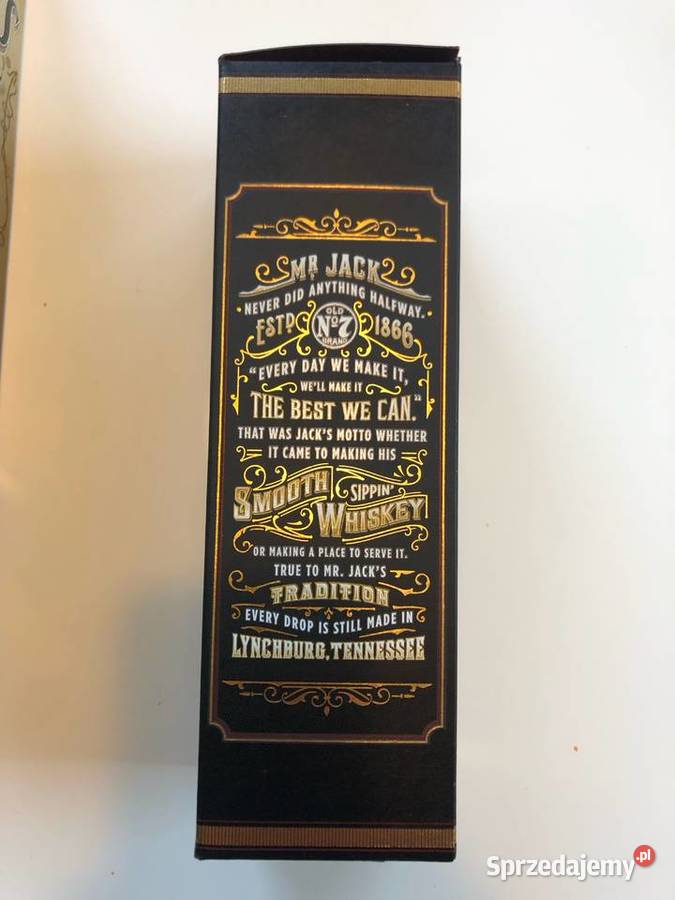 MR JACK
NEVER DID ANYTHING HALFWAY.
ESTD OLD No7 BRAND 1866
"EVERY DAY WE MAKE IT,
WE'LL MAKE IT
THE BEST WE CAN."
THAT WAS JACK'S MOTTO WHETHER
IT CAME TO MAKING HIS
SMOOTH SIPPIN'
WHISKEY
OR MAKING A PLACE TO SERVE IT.
TRUE TO MR. JACK'S
TRADITION
EVERY DROP IS STILL MADE IN
LYNCHBURG, TENNESSEE
Sprzedajemy.pl